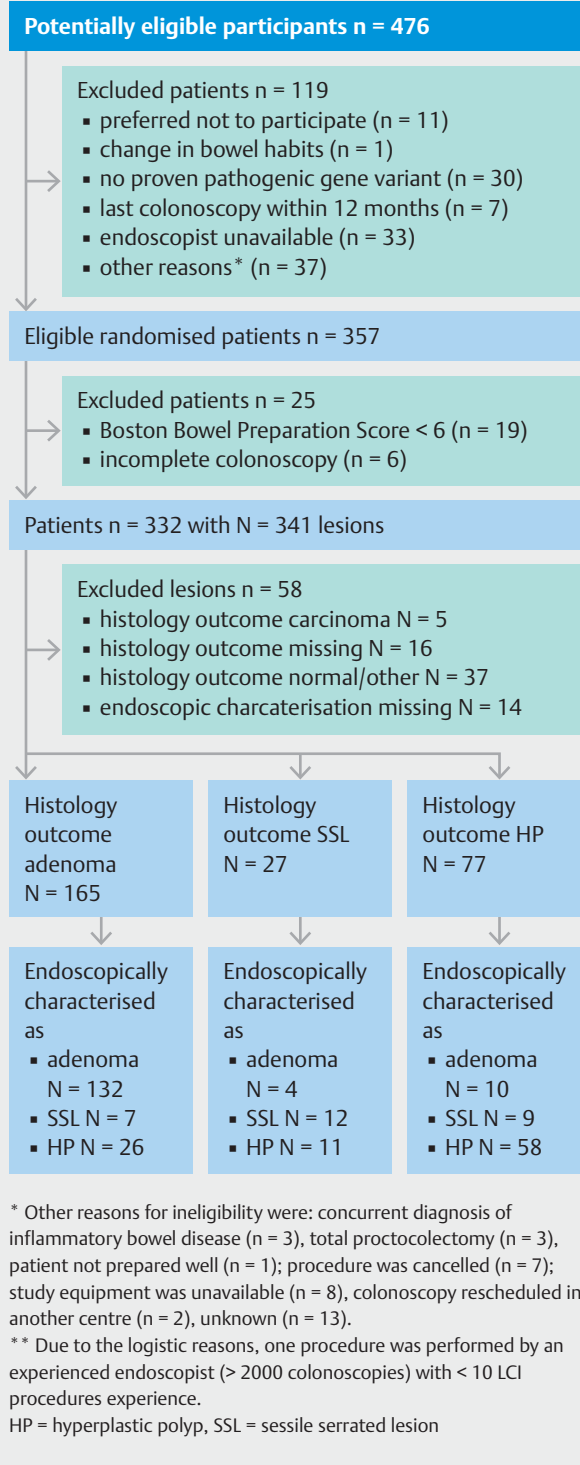 Potentially eligible participants n = 476
Excluded patients n = 119
▪ preferred not to participate (n = 11)
▪ change in bowel habits (n = 1)
▪ no proven pathogenic gene variant (n = 30)
▪ last colonoscopy within 12 months (n = 7)
▪ endoscopist unavailable (n = 33)
▪ other reasons* (n = 37)
Eligible randomised patients n = 357
Excluded patients n = 25
▪ Boston Bowel Preparation Score < 6 (n = 19)
▪ incomplete colonoscopy (n = 6)
Patients n = 332 with N = 341 lesions
Excluded lesions n = 58
▪ histology outcome carcinoma N = 5
▪ histology outcome missing N = 16
▪ histology outcome normal/other N = 37
▪ endoscopic charcaterisation missing N = 14
Histology
outcome
adenoma
N = 165
Histology
outcome SSL
N = 27
Histology
outcome HP
N = 77
Endoscopically
characterised
as
▪ adenoma
N = 132
▪ SSL N = 7
▪ HP N = 26
Endoscopically
characterised
as
▪ adenoma
N = 4
▪ SSL N = 12
▪ HP N = 11
Endoscopically
characterised
as
▪ adenoma
N = 10
▪ SSL N = 9
▪ HP N = 58
* Other reasons for ineligibility were: concurrent diagnosis of
inflammatory bowel disease (n = 3), total proctocolectomy (n = 3),
patient not prepared well (n = 1); procedure was cancelled (n = 7);
study equipment was unavailable (n = 8), colonoscopy rescheduled in
another centre (n = 2), unknown (n = 13).
** Due to the logistic reasons, one procedure was performed by an
experienced endoscopist (> 2000 colonoscopies) with < 10 LCI
procedures experience.
HP = hyperplastic polyp, SSL = sessile serrated lesion